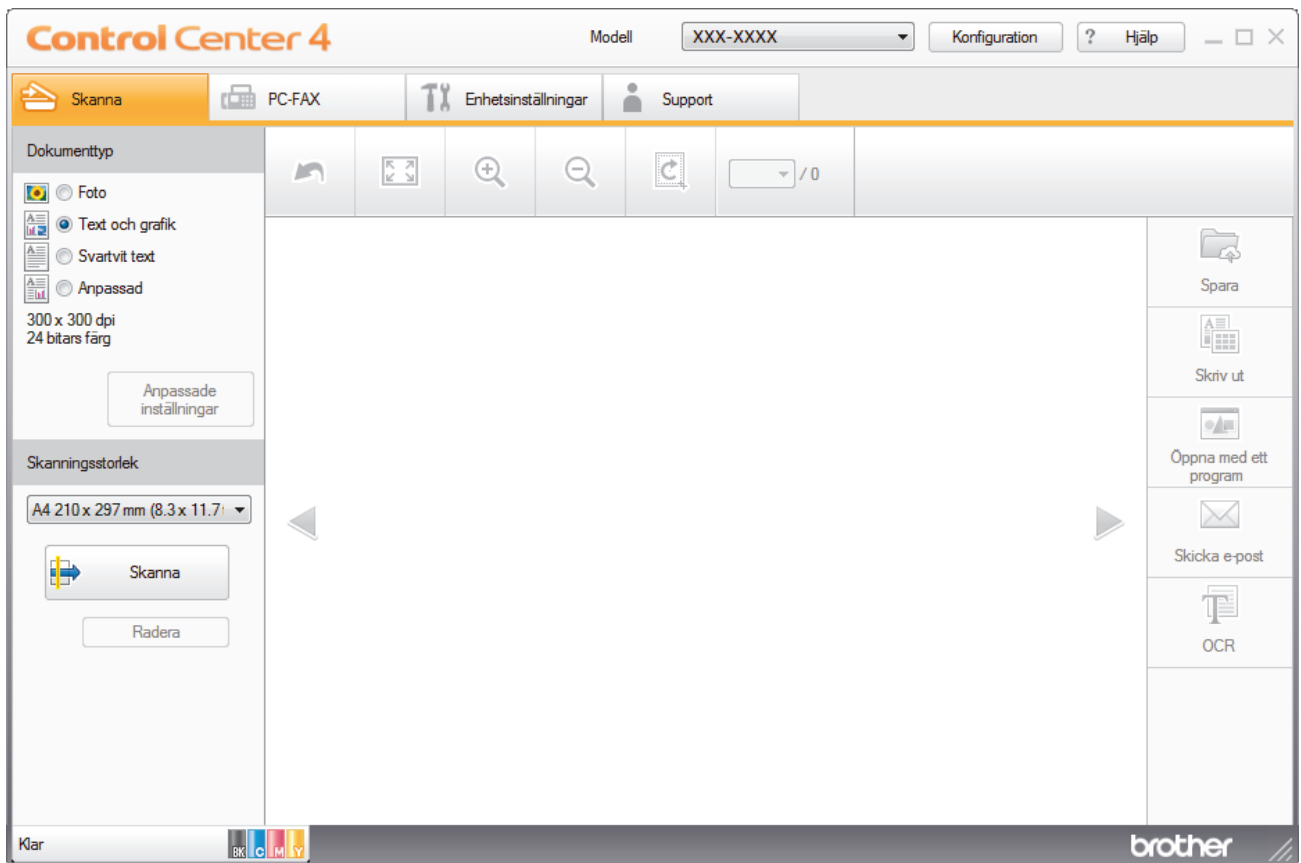 Control Center 4
Modell
XXX-XXXX
Konfiguration
? Hjälp
Skanna
PC-FAX
Enhetsinställningar
Support
Dokumenttyp
Foto
Text och grafik
Svartvit text
Anpassad
300 x 300 dpi
24 bitars färg
Anpassade
inställningar
Skanningsstorlek
A4 210 x 297 mm (8.3 x 11.7
Skanna
Radera
/ 0
Spara
Skriv ut
Öppna med ett
program
Skicka e-post
OCR
Klar
BK C M Y
brother